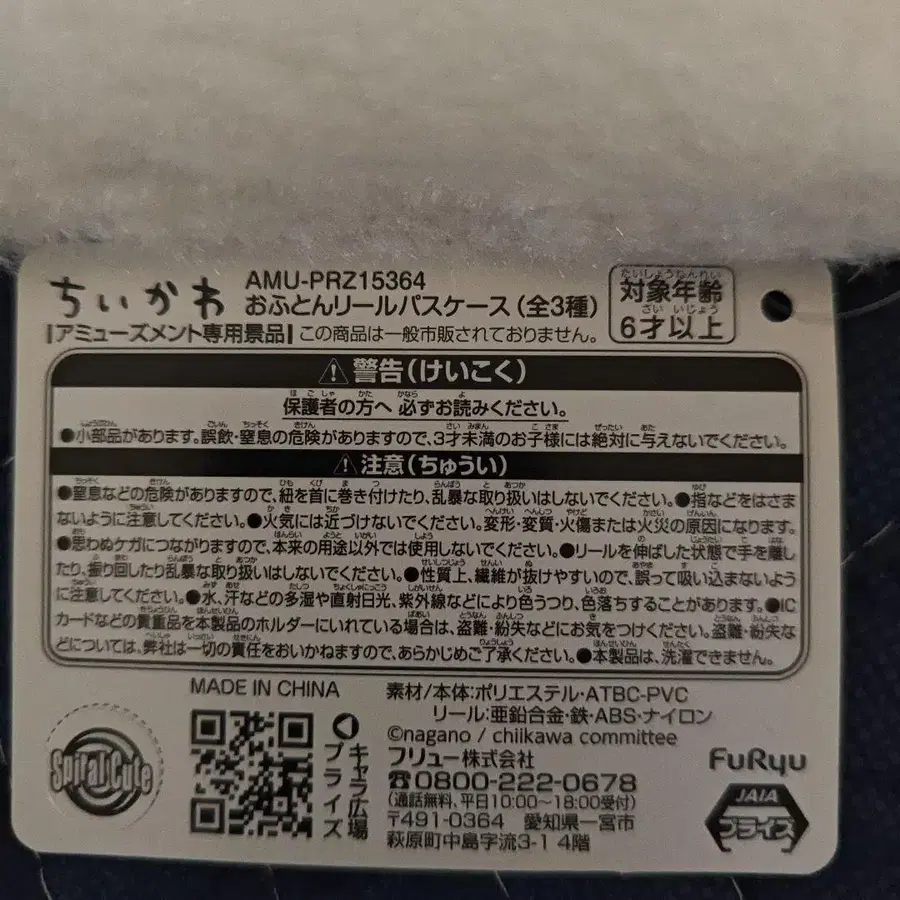 ちいかわ
AMU-PRZ15364
おふとんリールパスケース(全3種)
アミューズメント専用景品 この商品は一般市販されておりません。
たいしょうねんれい
対象年齢
さい いじょう
6才以上
⚠警告(けいこく)
ほごしゃ かた かなら よ
保護者の方へ 必ずお読みください。
●小部品があります。誤飲・窒息の危険がありますので、3才未満のお子様には絶対に与えないでください。
⚠注意(ちゅうい)
●窒息などの危険がありますので、紐を首に巻き付けたり、乱暴な取り扱いはしないでください。●指などをはさま
ないように注意してください。●火気には近づけないでください。変形・変質・火傷または火災の原因になります。
●思わぬケガにつながりますので、本来の用途以外では使用しないでください。●リールを伸ばした状態で手を離し
たり、振り回したり乱暴な取り扱いはしないでください。●性質上、繊維が抜けやすいので、誤って吸い込まないよう
に注意してください。●水、汗などの多湿や直射日光、紫外線などにより色うつり、色落ちすることがあります。●IC
カードなどの貴重品を本製品のホルダーにいれている場合は、盗難・紛失などにお気をつけください。盗難・紛失な
どについては、弊社は一切の責任をおいかねますので、あらかじめご了承ください。●本製品は、洗濯できません。
MADE IN CHINA
素材/本体:ポリエステル・ATBC-PVC
リール:亜鉛合金・鉄・ABS・ナイロン
©nagano / chiikawa committee
Spiral Cute
キャラ広場
プライズ
フリュー株式会社
☎0800-222-0678
(通話無料、平日10:00〜18:00受付)
〒491-0364 愛知県一宮市
萩原町中島字流3-1 4階
FuRyu
JAIA
プライズ